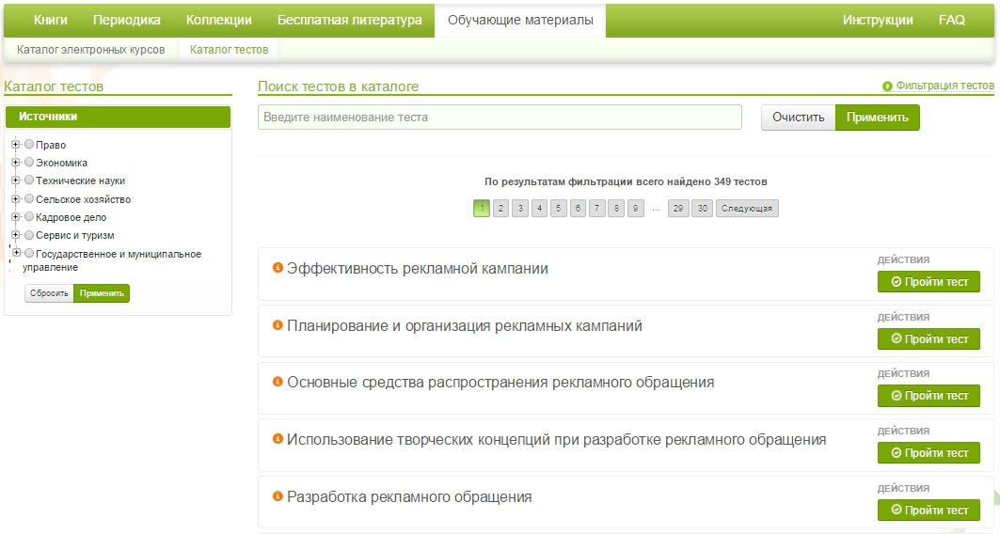 Книги Периодика Коллекции Бесплатная литература Обучающие материалы Инструкции FAQ
Каталог электронных курсов Каталог тестов
Каталог тестов
Источники
Право
Экономика
Технические науки
Сельское хозяйство
Кадровое дело
Сервис и туризм
Государственное и муниципальное
управление
Сбросить Применить
Поиск тестов в каталоге Фильтрация тестов
Введите наименование теста Очистить Применить
По результатам фильтрации всего найдено 349 тестов
1 2 3 4 5 6 7 8 9 ... 29 30 Следующая
Эффективность рекламной кампании
ДЕЙСТВИЯ
Пройти тест
Планирование и организация рекламных кампаний
ДЕЙСТВИЯ
Пройти тест
Основные средства распространения рекламного обращения
ДЕЙСТВИЯ
Пройти тест
Использование творческих концепций при разработке рекламного обращения
ДЕЙСТВИЯ
Пройти тест
Разработка рекламного обращения
ДЕЙСТВИЯ
Пройти тест